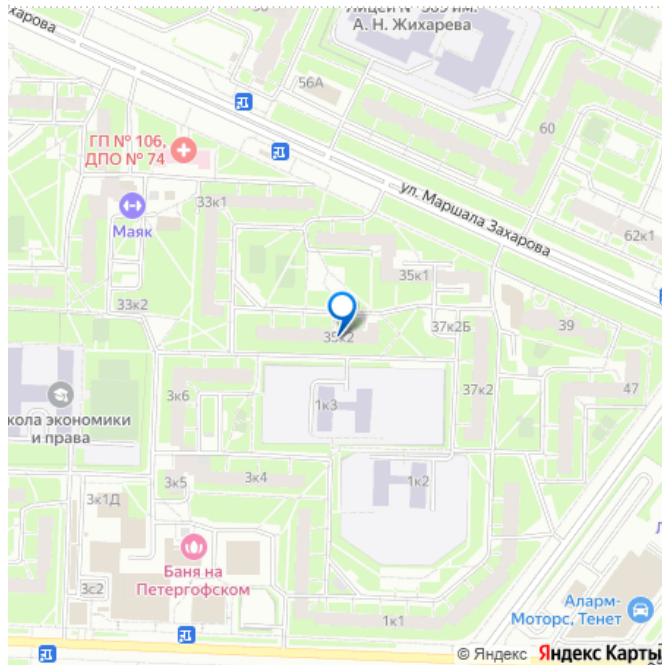 Лицей № 369 им.
А. Н. Жихарева
56А
60
ГП № 106,
ДПО № 74
33к1
Маяк
ул. Маршала Захарова
62к1
35к1
33к2
35к2
37к2Б
39
37к2
47
3к6
1к3
кола экономики
и права
3к5
3к4
1к2
3к1Д
Баня на
Петергофском
3с2
1к1
Аларм-
Моторс, Тенет
© Яндекс Яндекс Карты